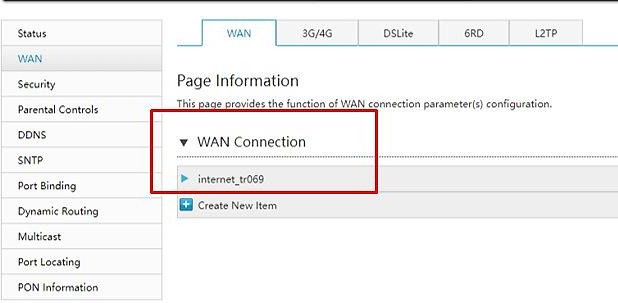 Status
WAN
Security
Parental Controls
DDNS
SNTP
Port Binding
Dynamic Routing
Multicast
Port Locating
PON Information
WAN
3G/4G
DSLite
6RD
L2TP
Page Information
This page provides the function of WAN connection parameter(s) configuration.
WAN Connection
internet_tr069
Create New Item